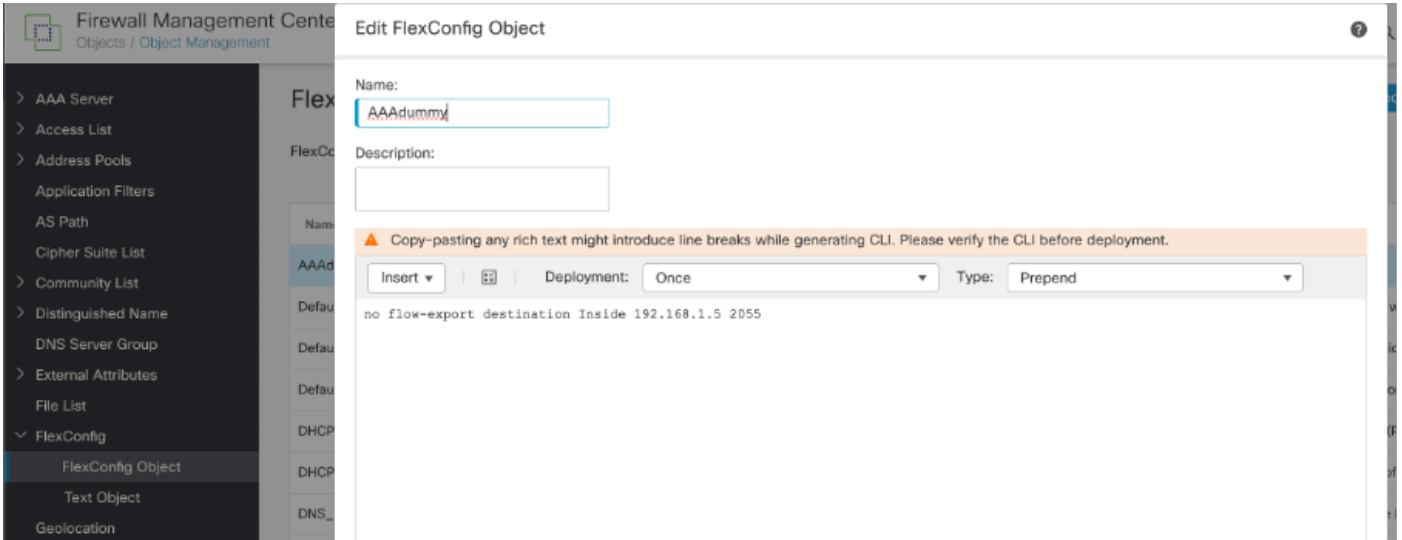 Firewall Management Cente
Objects / Object Management
AAA Server
Access List
Address Pools
Application Filters
AS Path
Cipher Suite List
Community List
Distinguished Name
DNS Server Group
External Attributes
File List
FlexConfig
FlexConfig Object
Text Object
Geolocation
Flex
FlexCo
Nam
AAAd
Defau
Defau
Defau
DHCP
DHCP
DNS_
Edit FlexConfig Object
Name:
AAAdummy
Description:
Copy-pasting any rich text might introduce line breaks while generating CLI. Please verify the CLI before deployment.
Insert Deployment: Once Type: Prepend
no flow-export destination Inside 192.168.1.5 2055